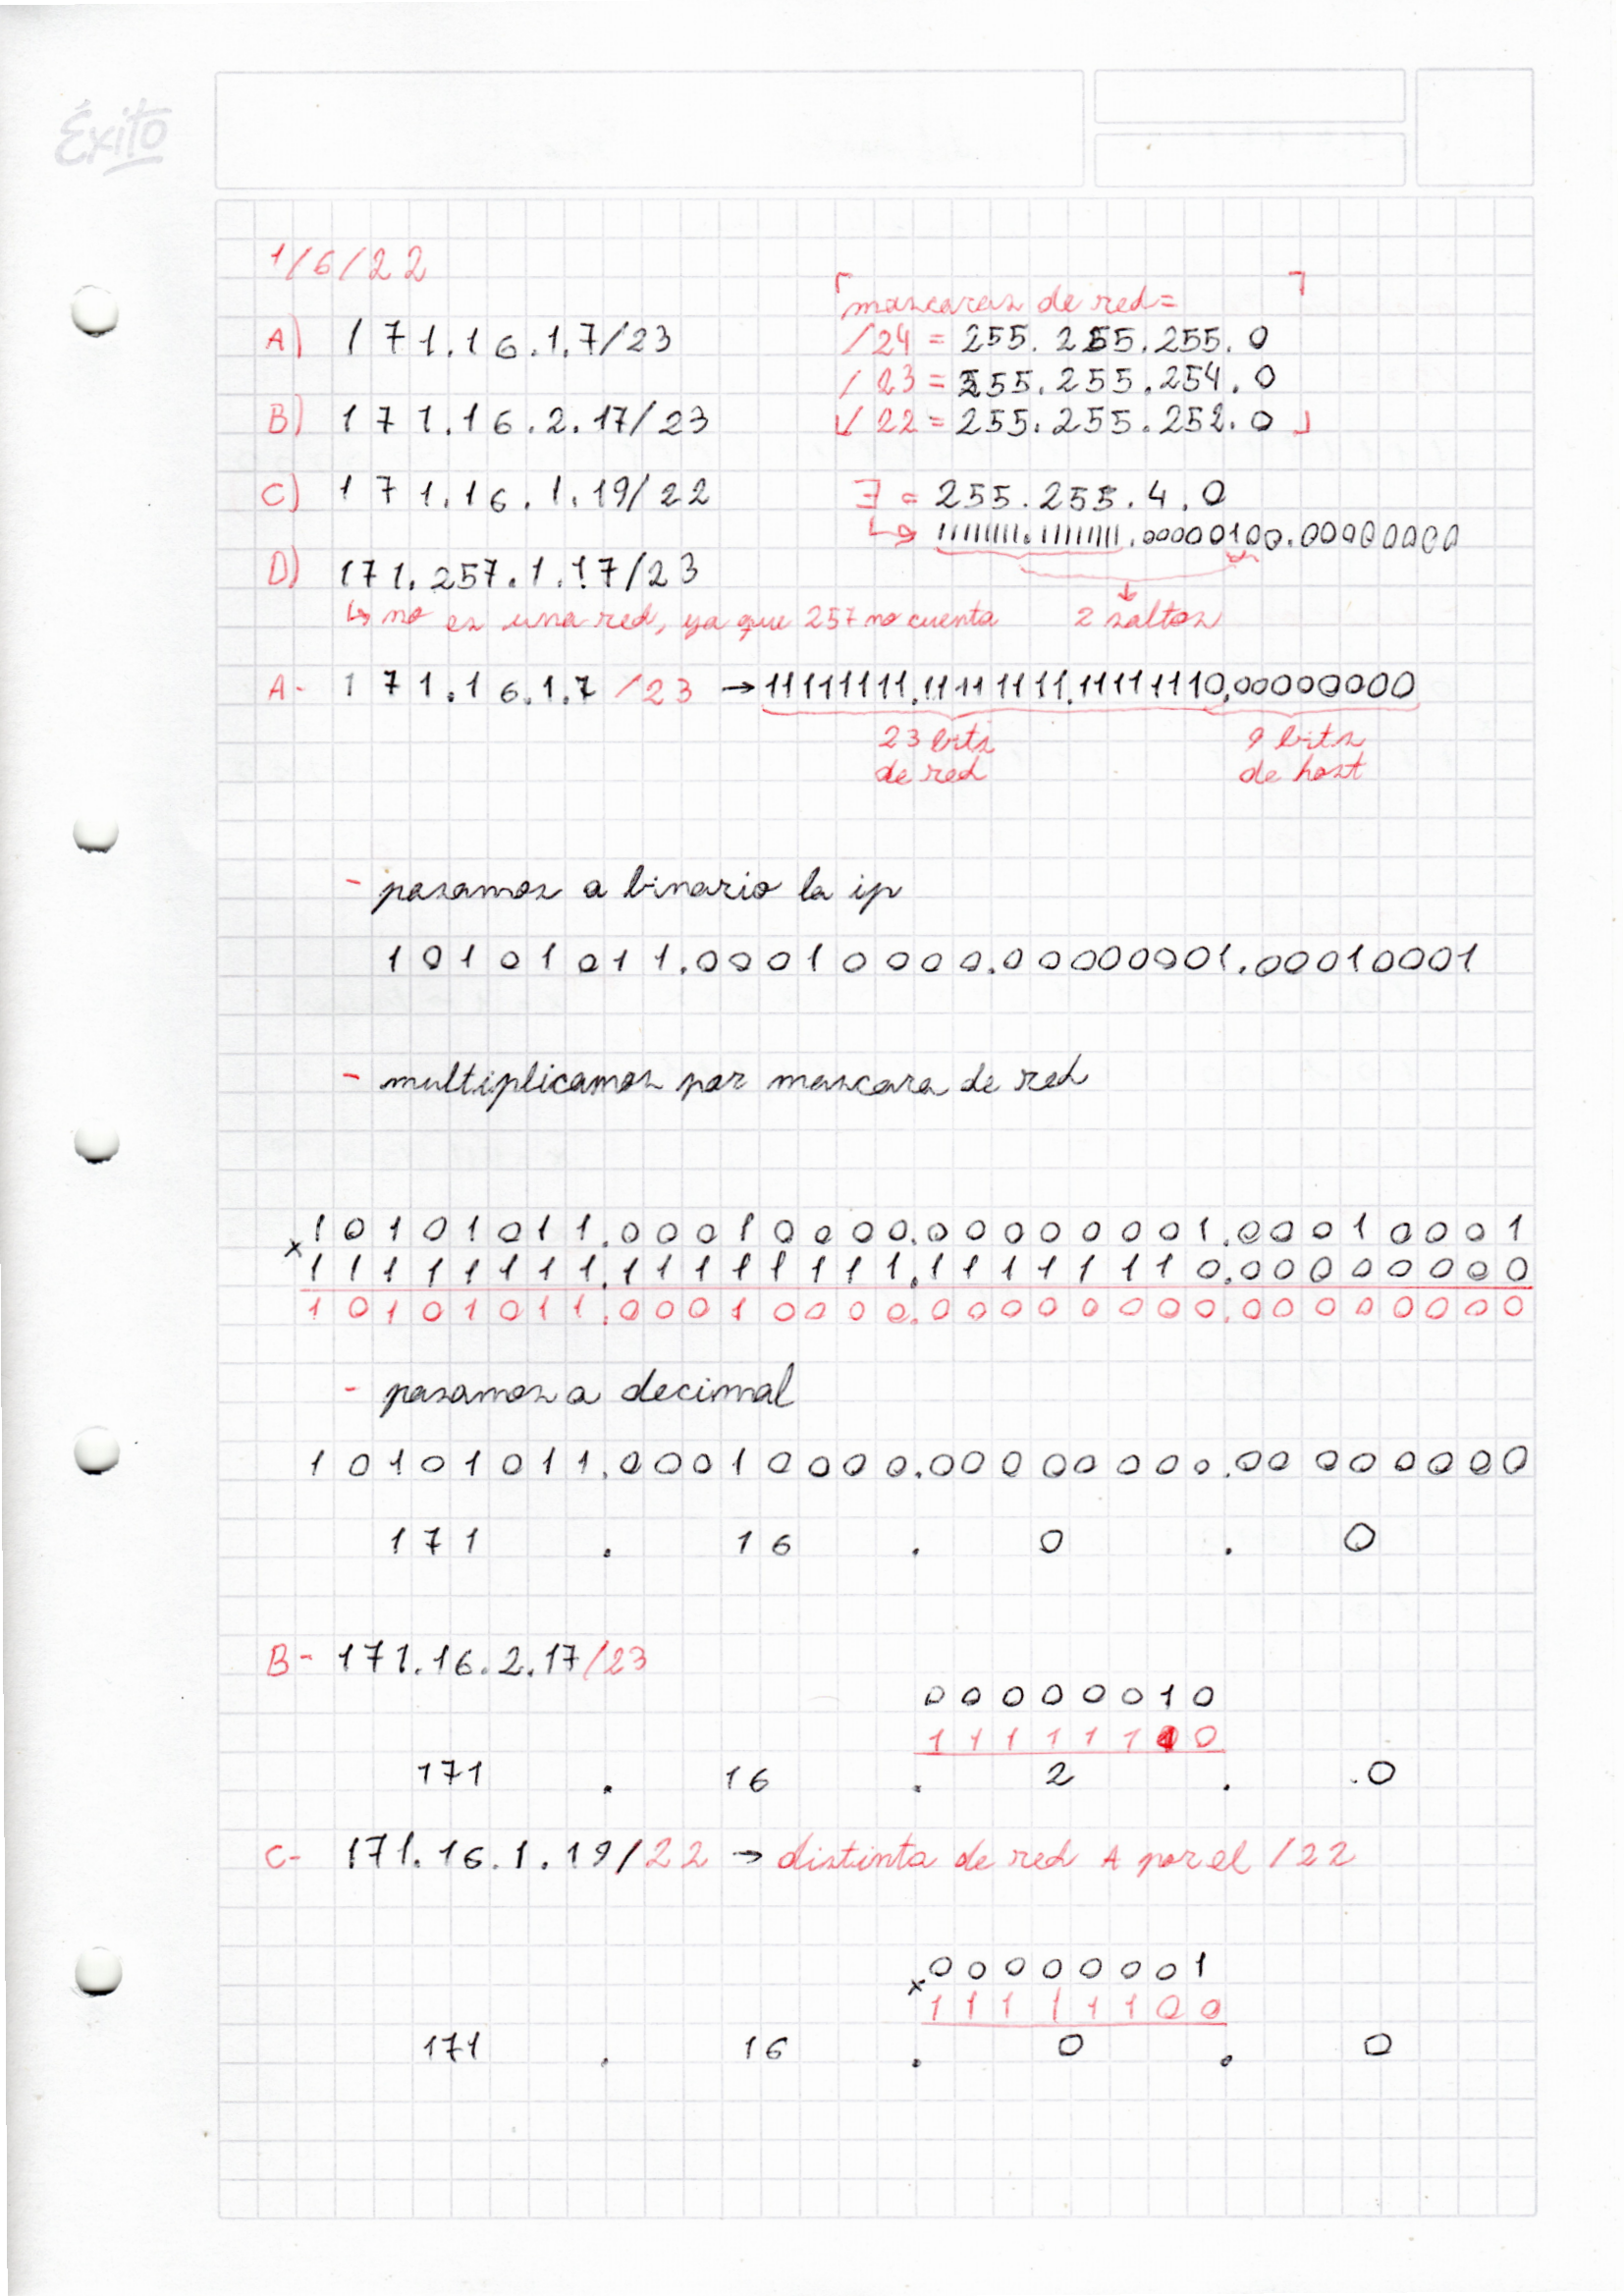 Éxito
1/6/22
mascaras de red=
A) 171.16.1.7/23
/24 = 255.255.255.0
/23 = 255.255.254.0
B) 171.16.2.17/23
/22 = 255.255.252.0
C) 171.16.1.19/22
∃ = 255.255.4.0
↳ 11111111.11111111.00000100.00000000
D) 171.257.1.17/23
↳ no es una red, ya que 257 no cuenta
2 saltos
A- 171.16.1.7 /23 → 11111111.11111111.11111110.00000000
23 bits de red
9 bits de host
- pasamos a binario la ip
10101011.00010000.00000001.00010001
- multiplicamos por mascara de red
10101011.00010000.00000001.00010001
x 11111111.11111111.11111110.00000000
10101011.00010000.00000000.00000000
- pasamos a decimal
10101011.00010000.00000000.00000000
171 . 16 . 0 . 0
B- 171.16.2.17/23
00000010
11111110
171 . 16 . 2 . .0
C- 171.16.1.19/22 → distinta de red A por el /22
00000001
x 11111100
171 . 16 . 0 . 0